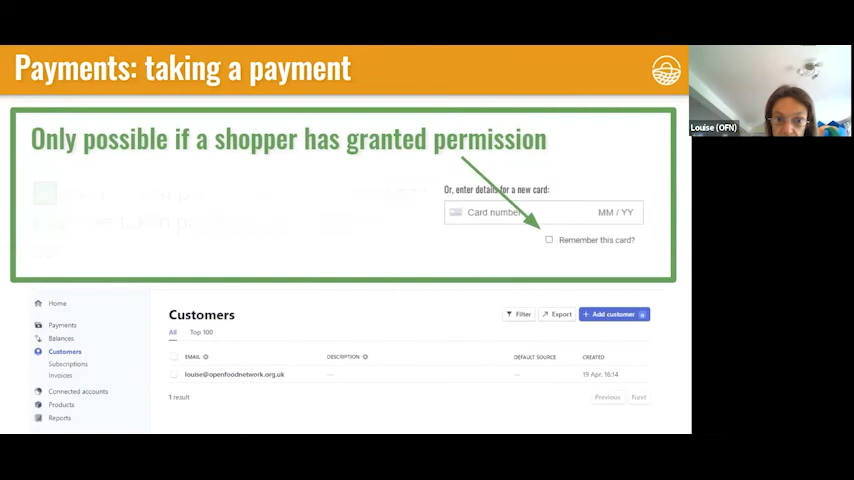 Payments: taking a payment
Louise (OFN)
Only possible if a shopper has granted permission
Or, enter details for a new card:
Card number MM / YY
Remember this card?
Home
Payments
Balances
Customers
Subscriptions
Invoices
Connected accounts
Products
Reports
Customers
Filter
Export
+ Add customer
All
Top 100
EMAIL
DESCRIPTION
DEFAULT SOURCE
CREATED
louise@openfoodnetwork.org.uk
—
—
19 Apr, 16:14
1 result
Previous
Next